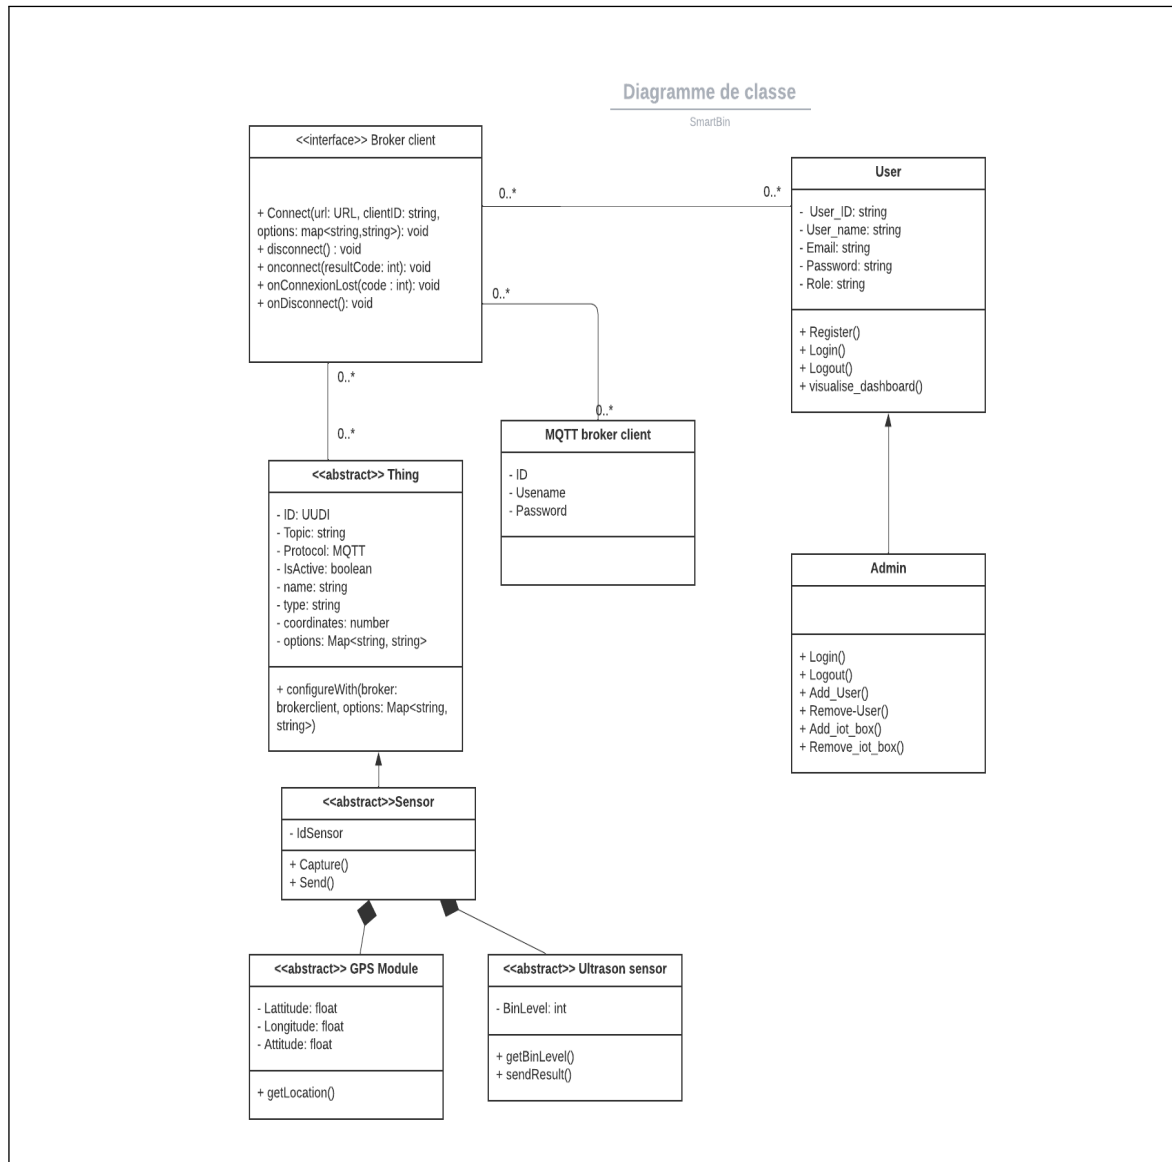 Diagramme de classe
SmartBin
<<interface>> Broker client
+ Connect(url: URL, clientID: string,
options: map<string,string>): void
+ disconnect() : void
+ onconnect(resultCode: int): void
+ onConnexionLost(code : int): void
+ onDisconnect(): void
0..*
0..*
User
- User_ID: string
- User_name: string
- Email: string
- Password: string
- Role: string
+ Register()
+ Login()
+ Logout()
+ visualise_dashboard()
0..*
0..*
0..*
0..*
MQTT broker client
- ID
- Usename
- Password
<<abstract>> Thing
- ID: UUDI
- Topic: string
- Protocol: MQTT
- IsActive: boolean
- name: string
- type: string
- coordinates: number
- options: Map<string, string>
+ configureWith(broker:
brokerclient, options: Map<string,
string>)
Admin
+ Login()
+ Logout()
+ Add_User()
+ Remove-User()
+ Add_iot_box()
+ Remove_iot_box()
<<abstract>>Sensor
- IdSensor
+ Capture()
+ Send()
<<abstract>> GPS Module
- Lattitude: float
- Longitude: float
- Attitude: float
+ getLocation()
<<abstract>> Ultrason sensor
- BinLevel: int
+ getBinLevel()
+ sendResult()